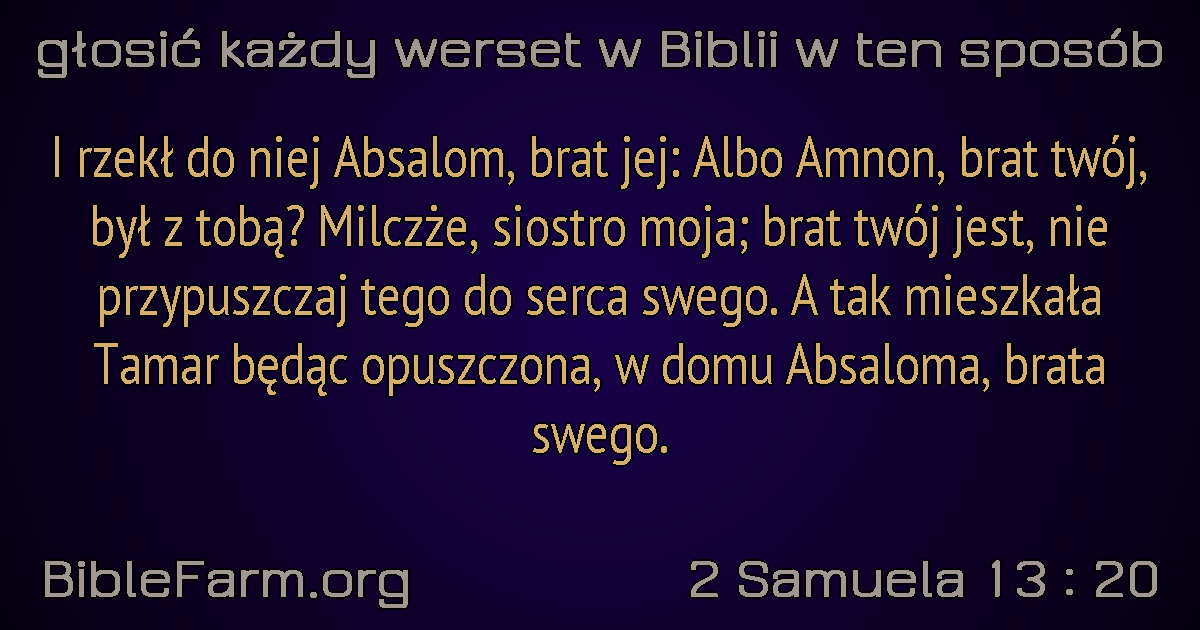 głosić każdy werset w Biblii w ten sposób
I rzekł do niej Absalom, brat jej: Albo Amnon, brat twój,
był z tobą? Milczże, siostro moja; brat twój jest, nie
przypuszczaj tego do serca swego. A tak mieszkała
Tamar będąc opuszczona, w domu Absaloma, brata
swego.
BibleFarm.org
2 Samuela 13 : 20